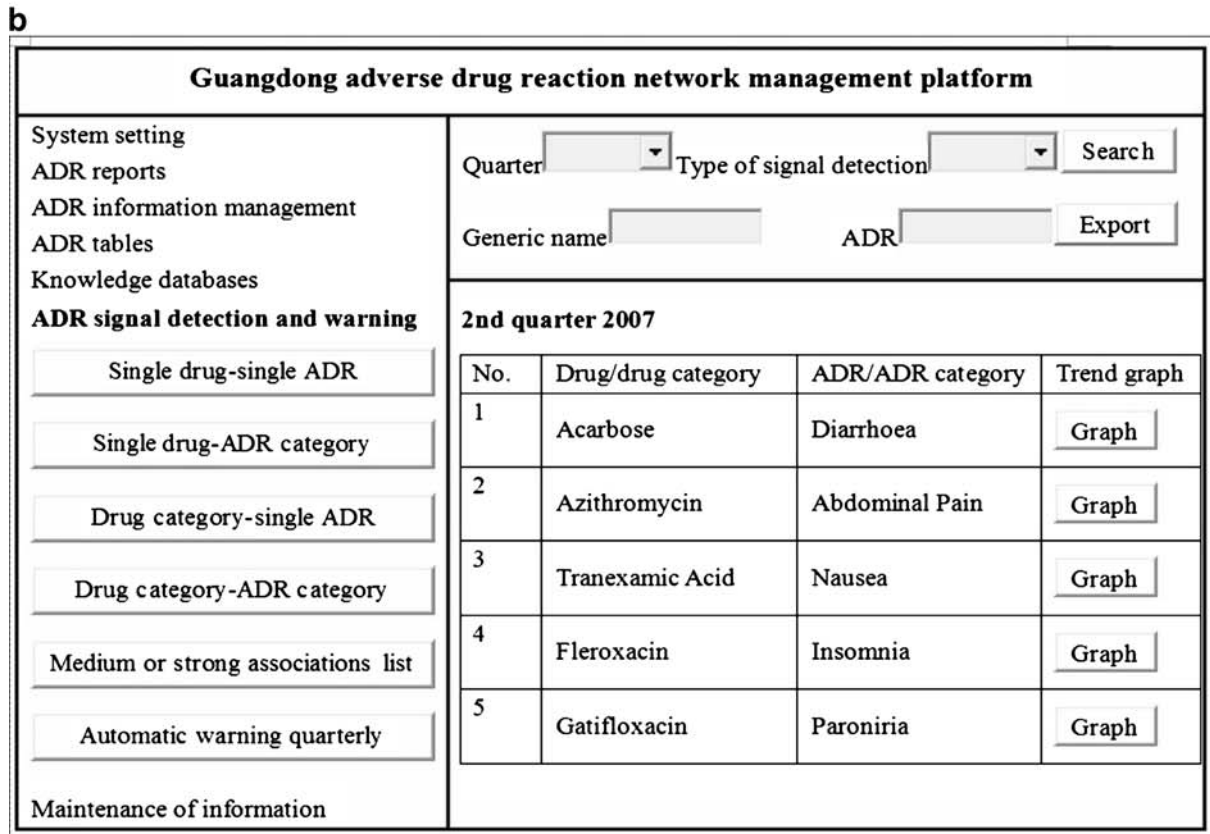 b
Guangdong adverse drug reaction network management platform
System setting
ADR reports
ADR information management
ADR tables
Knowledge databases
ADR signal detection and warning
Single drug-single ADR
Single drug-ADR category
Drug category-single ADR
Drug category-ADR category
Medium or strong associations list
Automatic warning quarterly
Maintenance of information
Quarter Type of signal detection Search
Generic name ADR Export
2nd quarter 2007
No. Drug/drug category ADR/ADR category Trend graph
1 Acarbose Diarrhoea Graph
2 Azithromycin Abdominal Pain Graph
3 Tranexamic Acid Nausea Graph
4 Fleroxacin Insomnia Graph
5 Gatifloxacin Paroniria Graph